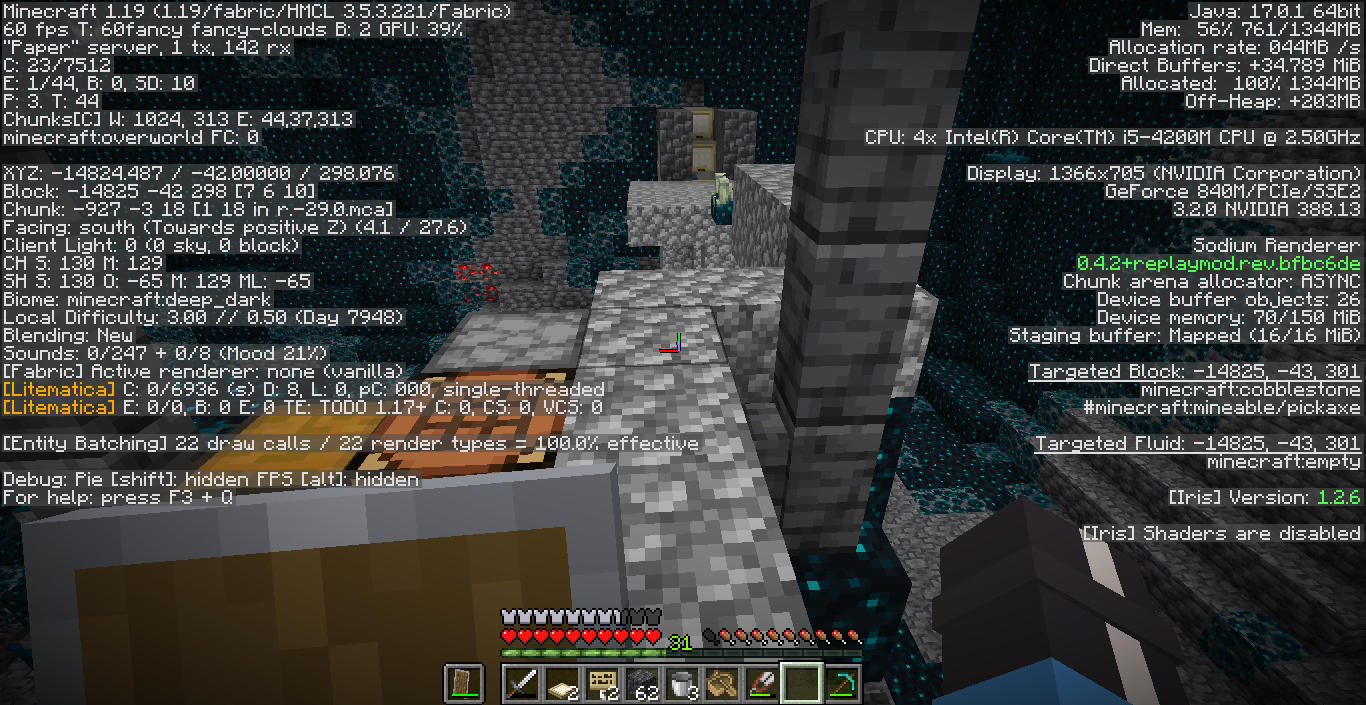 Minecraft 1.19 (1.19/fabric/HMCL 3.5.3.221/Fabric)
60 fps T: 60fancy fancy-clouds B: 2 GPU: 39%
"Paper" server, 1 tx, 142 rx
C: 23/7512
E: 1/44, B: 0, SD: 10
P: 3. T: 44
Chunks[C] W: 1024, 313 E: 44,37,313
minecraft:overworld FC: 0
XYZ: -14824.487 / -42.00000 / 298.076
Block: -14825 -42 298 [7 6 10]
Chunk: -927 -3 18 [1 18 in r.-29.0.mca]
Facing: south (Towards positive Z) (4.1 / 27.6)
Client Light: 0 (0 sky, 0 block)
CH S: 130 M: 129
SH S: 130 O: -65 M: 129 ML: -65
Biome: minecraft:deep_dark
Local Difficulty: 3.00 // 0.50 (Day 7948)
Blending: New
Sounds: 0/247 + 0/8 (Mood 21%)
[Fabric] Active renderer: none (vanilla)
[Litematica] C: 0/6936 (s) D: 8, L: 0, pC: 000, single-threaded
[Litematica] E: 0/0, B: 0 E: 0 TE: TODO 1.17+ C: 0, CS: 0, VCS: 0
[Entity Batching] 22 draw calls / 22 render types = 100.0% effective
Debug: Pie [shift]: hidden FPS [alt]: hidden
For help: press F3 + Q
Java: 17.0.1 64bit
Mem: 56% 761/1344MB
Allocation rate: 044MB /s
Direct Buffers: +34.789 MiB
Allocated: 100% 1344MB
Off-Heap: +203MB
CPU: 4x Intel(R) Core(TM) i5-4200M CPU @ 2.50GHz
Display: 1366x705 (NVIDIA Corporation)
GeForce 840M/PCIe/SSE2
3.2.0 NVIDIA 388.13
Sodium Renderer
0.4.2+replaymod.rev.bfbc6de
Chunk arena allocator: ASYNC
Device buffer objects: 26
Device memory: 70/150 MiB
Staging buffer: Mapped (16/16 MiB)
Targeted Block: -14825, -43, 301
minecraft:cobblestone
#minecraft:mineable/pickaxe
Targeted Fluid: -14825, -43, 301
minecraft:empty
[Iris] Version: 1.2.6
[Iris] Shaders are disabled
31
2
2
62
3